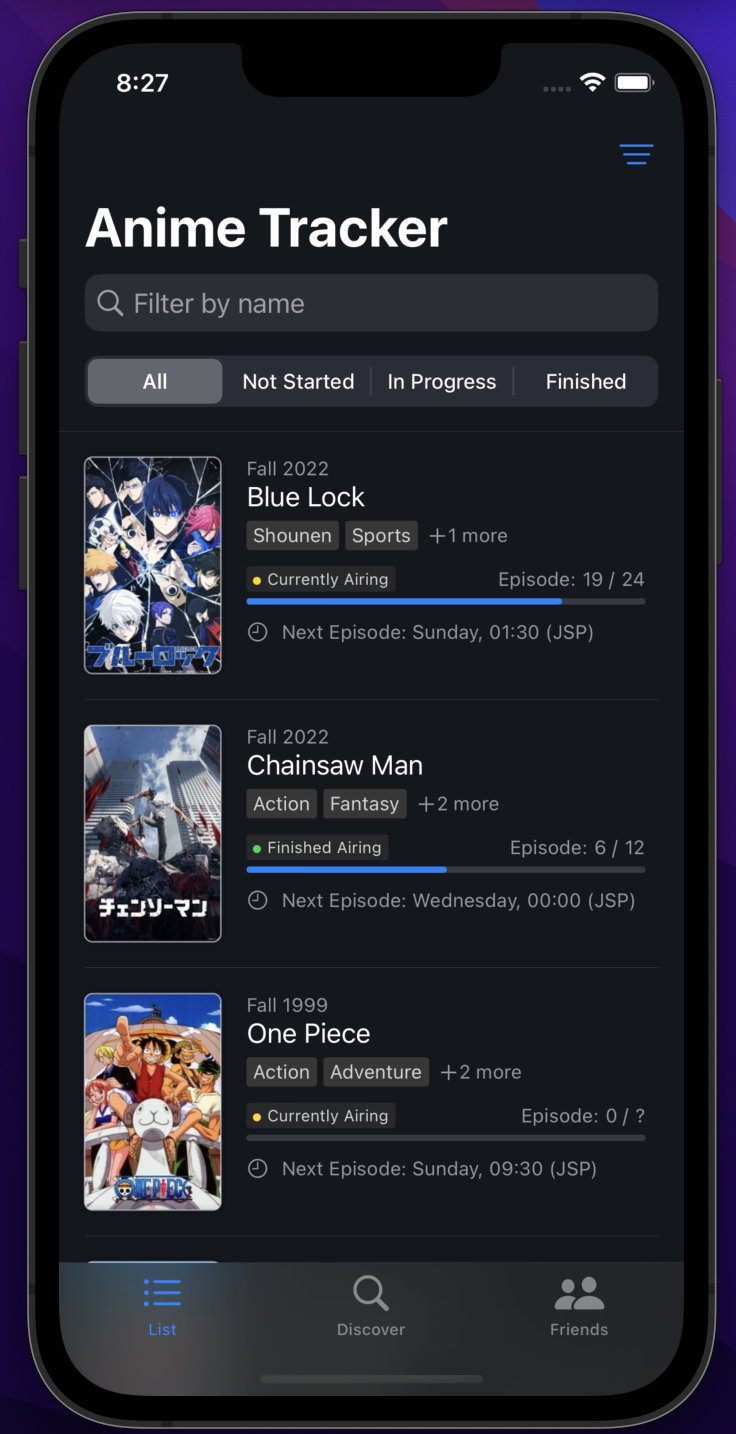 8:27
Anime Tracker
Filter by name
All Not Started In Progress Finished
Fall 2022
Blue Lock
Shounen Sports +1 more
Currently Airing Episode: 19 / 24
Next Episode: Sunday, 01:30 (JSP)
ブルーロック
Fall 2022
Chainsaw Man
Action Fantasy +2 more
Finished Airing Episode: 6 / 12
Next Episode: Wednesday, 00:00 (JSP)
チェンソーマン
Fall 1999
One Piece
Action Adventure +2 more
Currently Airing Episode: 0 / ?
Next Episode: Sunday, 09:30 (JSP)
ONE PIECE
List Discover Friends